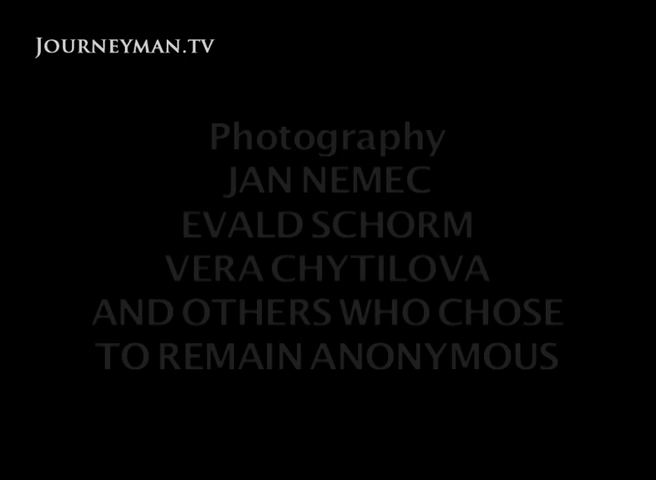 JOURNEYMAN.TV
Photography
JAN NEMEC
EVALD SCHORM
VERA CHYTILOVA
AND OTHERS WHO CHOSE
TO REMAIN ANONYMOUS